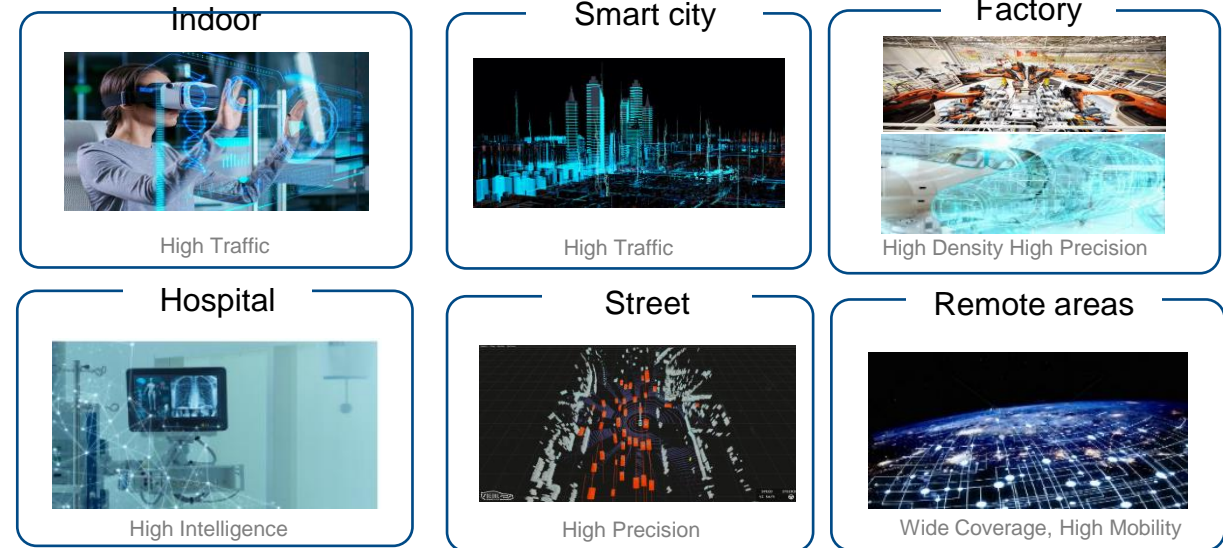 Indoor
Smart city
Factory
High Traffic
High Traffic
High Density High Precision
Hospital
Street
Remote areas
High Intelligence
High Precision
Wide Coverage, High Mobility